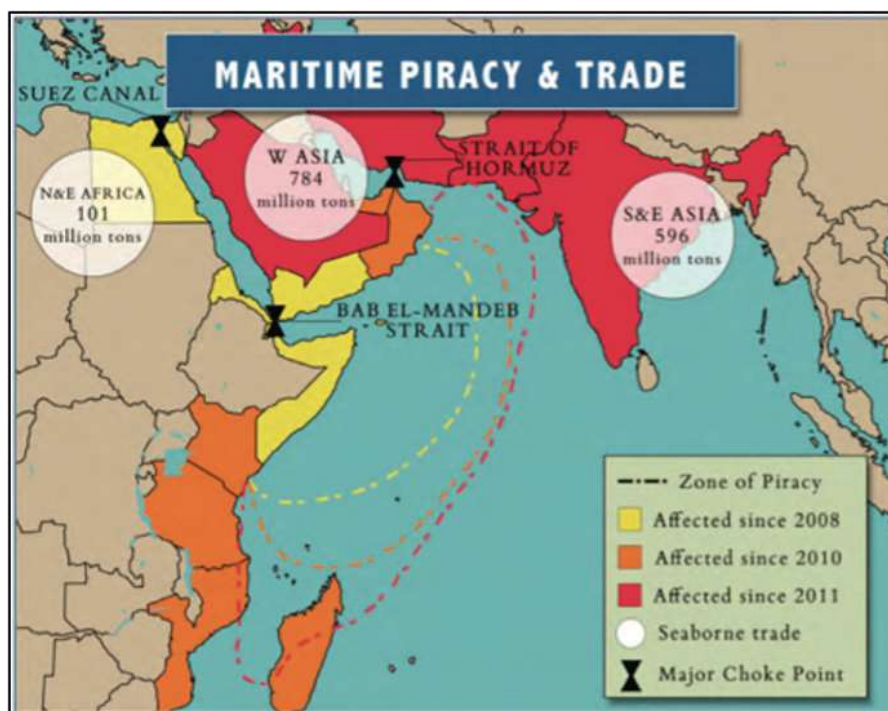 MARITIME PIRACY & TRADE
SUEZ CANAL
N&E AFRICA
101
million tons
W ASIA
784
million tons
STRAIT OF
HORMUZ
S&E ASIA
596
million tons
BAB EL-MANDEB
STRAIT
Zone of Piracy
Affected since 2008
Affected since 2010
Affected since 2011
Seaborne trade
Major Choke Point